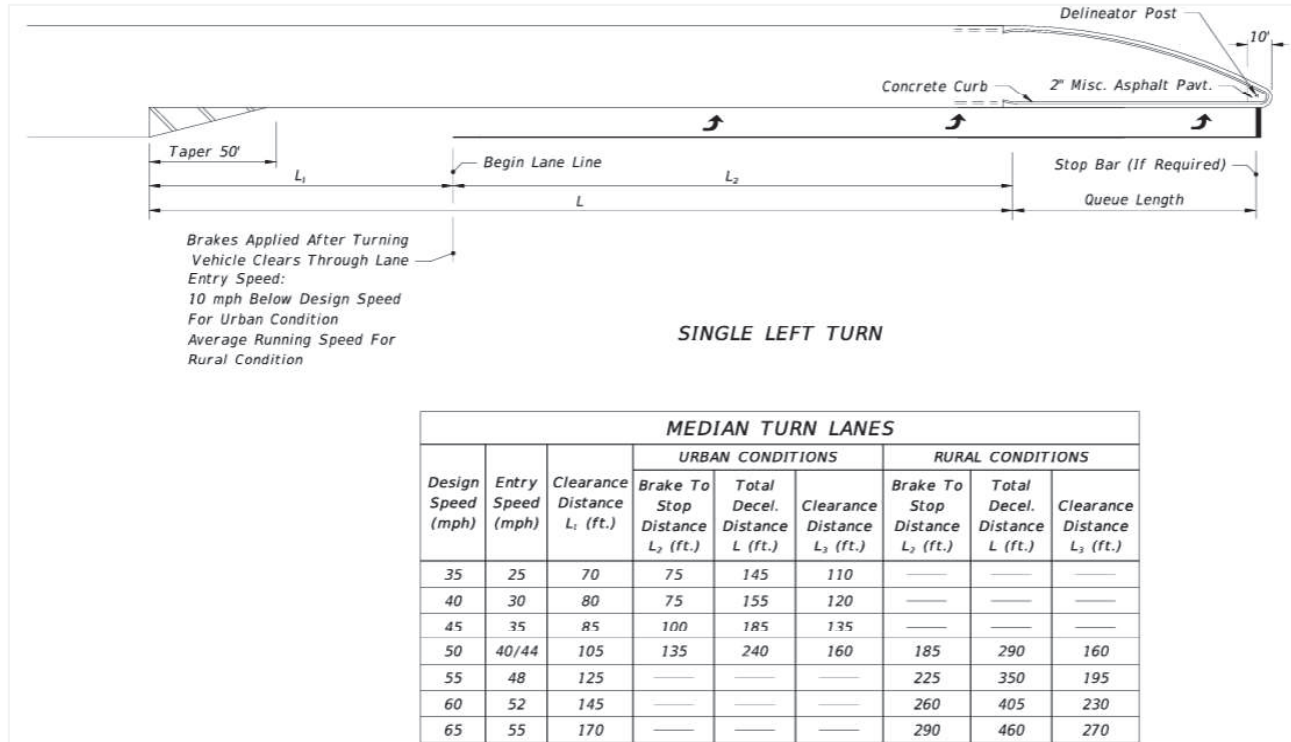 Delineator Post
10'
Concrete Curb
2" Misc. Asphalt Pavt.
Taper 50'
Begin Lane Line
Stop Bar (If Required)
L₁
L₂
L
Queue Length
Brakes Applied After Turning
Vehicle Clears Through Lane
Entry Speed:
10 mph Below Design Speed
For Urban Condition
Average Running Speed For
Rural Condition
SINGLE LEFT TURN
MEDIAN TURN LANES
URBAN CONDITIONS RURAL CONDITIONS
Design Entry Clearance Brake To Total Brake To Total
Speed Speed Distance Stop Decel. Clearance Stop Decel. Clearance
(mph) (mph) L₁ (ft.) Distance Distance Distance Distance Distance Distance
L₂ (ft.) L (ft.) L₃ (ft.) L₂ (ft.) L (ft.) L₃ (ft.)
35 25 70 75 145 110 — — —
40 30 80 75 155 120 — — —
45 35 85 100 185 135 — — —
50 40/44 105 135 240 160 185 290 160
55 48 125 — — — 225 350 195
60 52 145 — — — 260 405 230
65 55 170 — — — 290 460 270